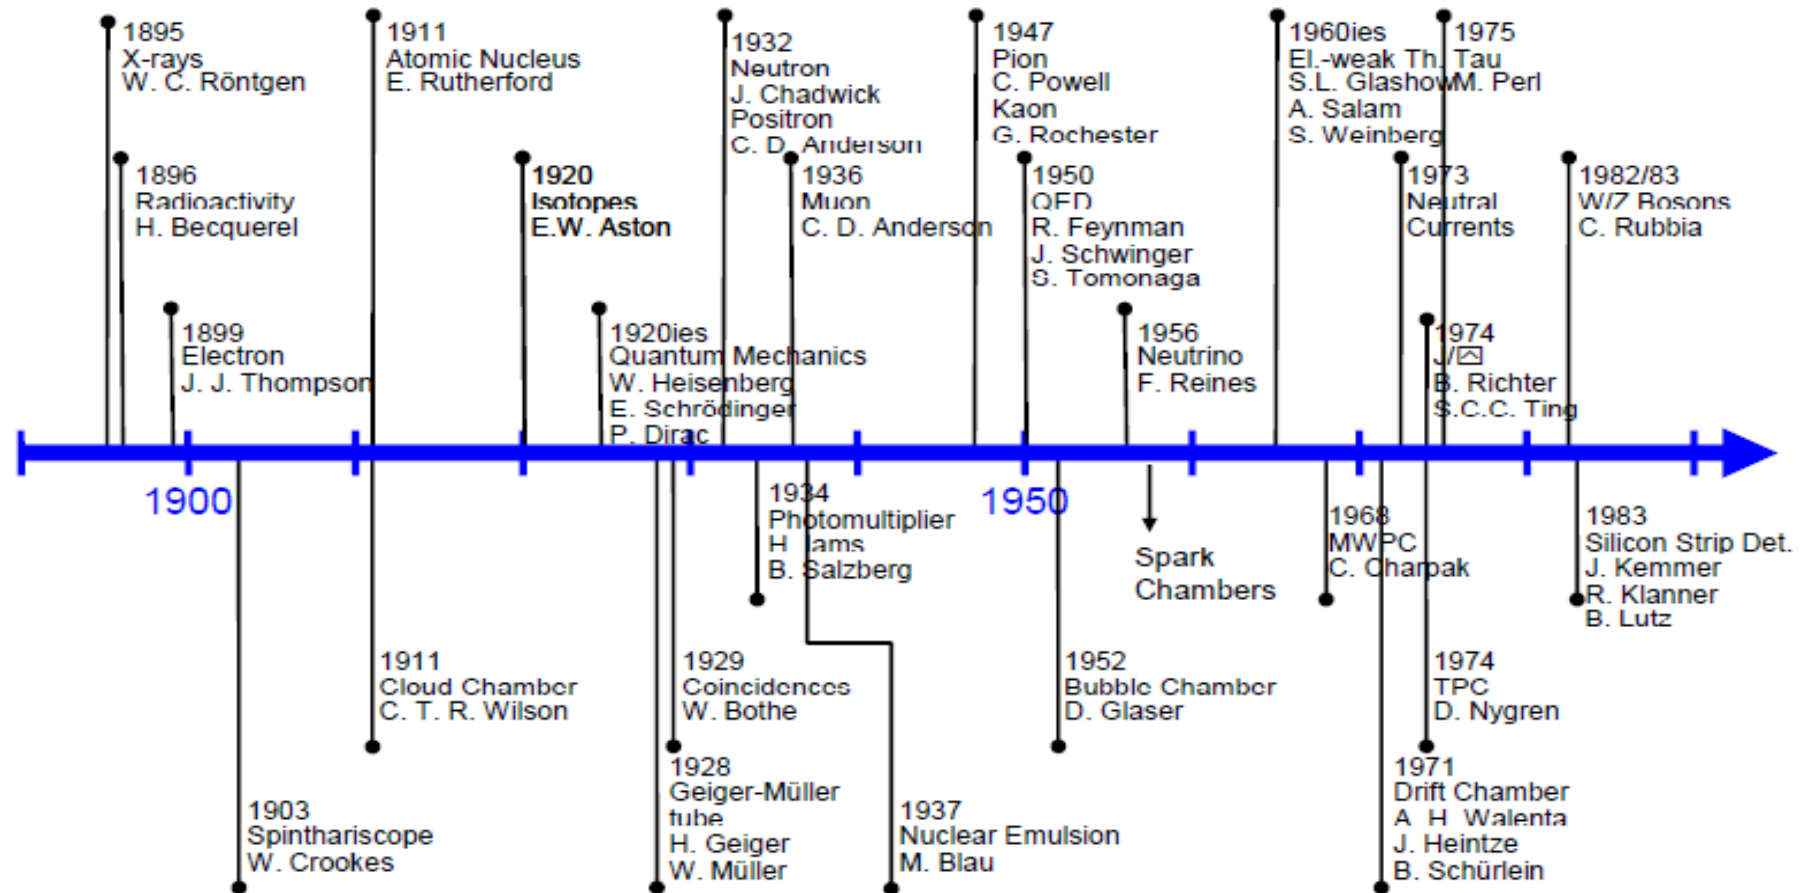 1895
X-rays
W. C. Röntgen
1911
Atomic Nucleus
E. Rutherford
1932
Neutron
J. Chadwick
Positron
C. D. Anderson
1947
Pion
C. Powell
Kaon
G. Rochester
1960ies
El.-weak Th.
S.L. Glashow
A. Salam
S. Weinberg
1975
Tau
M. Perl
1896
Radioactivity
H. Becquerel
1920
Isotopes
E.W. Aston
1936
Muon
C. D. Anderson
1950
QED
R. Feynman
J. Schwinger
S. Tomonaga
1973
Neutral
Currents
1982/83
W/Z Bosons
C. Rubbia
1899
Electron
J. J. Thompson
1920ies
Quantum Mechanics
W. Heisenberg
E. Schrödinger
P. Dirac
1956
Neutrino
F. Reines
1974
J/
B. Richter
S.C.C. Ting
1900
1950
1934
Photomultiplier
H. Iams
B. Salzberg
Spark
Chambers
1968
MWPC
C. Charpak
1983
Silicon Strip Det.
J. Kemmer
R. Klanner
B. Lutz
1911
Cloud Chamber
C. T. R. Wilson
1929
Coincidences
W. Bothe
1952
Bubble Chamber
D. Glaser
1974
TPC
D. Nygren
1903
Spinthariscope
W. Crookes
1928
Geiger-Müller
tube
H. Geiger
W. Müller
1937
Nuclear Emulsion
M. Blau
1971
Drift Chamber
A. H. Walenta
J. Heintze
B. Schürlein